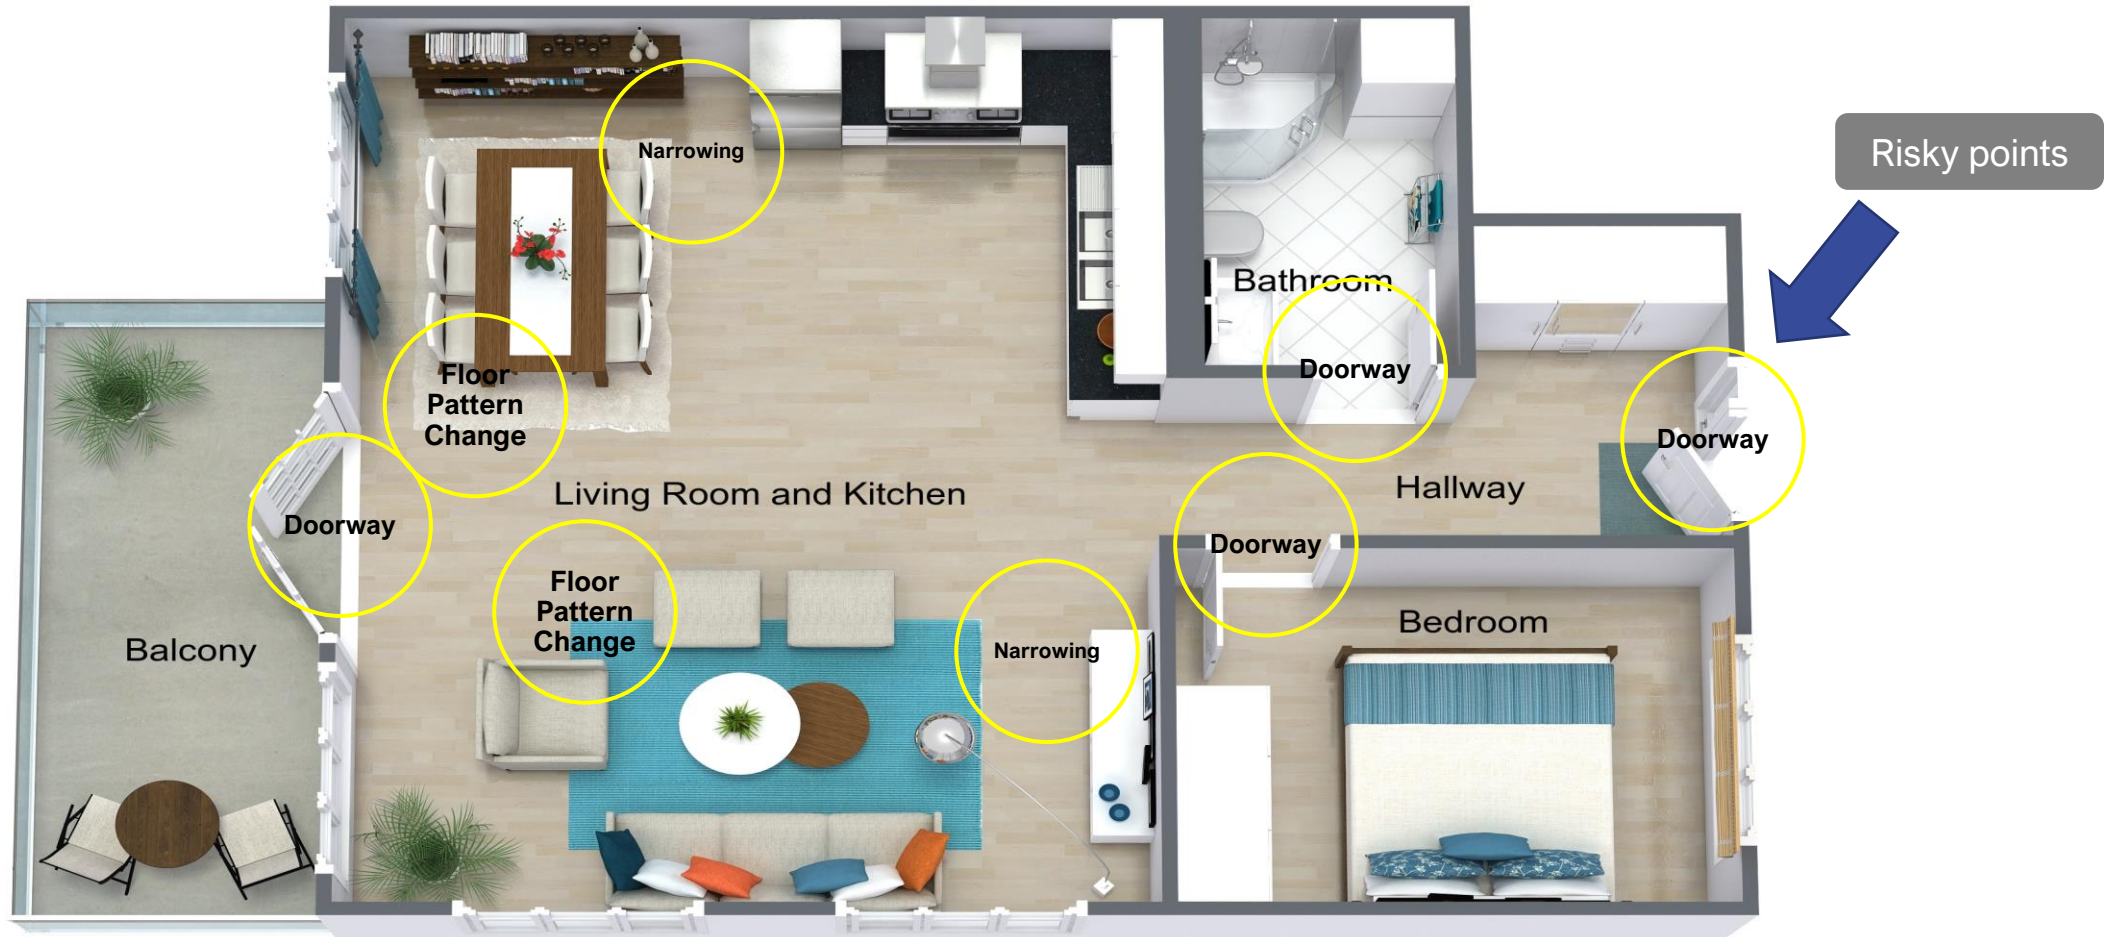 Narrowing
Risky points
Bathroom
Doorway
Floor
Pattern
Change
Doorway
Living Room and Kitchen
Hallway
Doorway
Doorway
Floor
Pattern
Change
Balcony
Narrowing
Bedroom